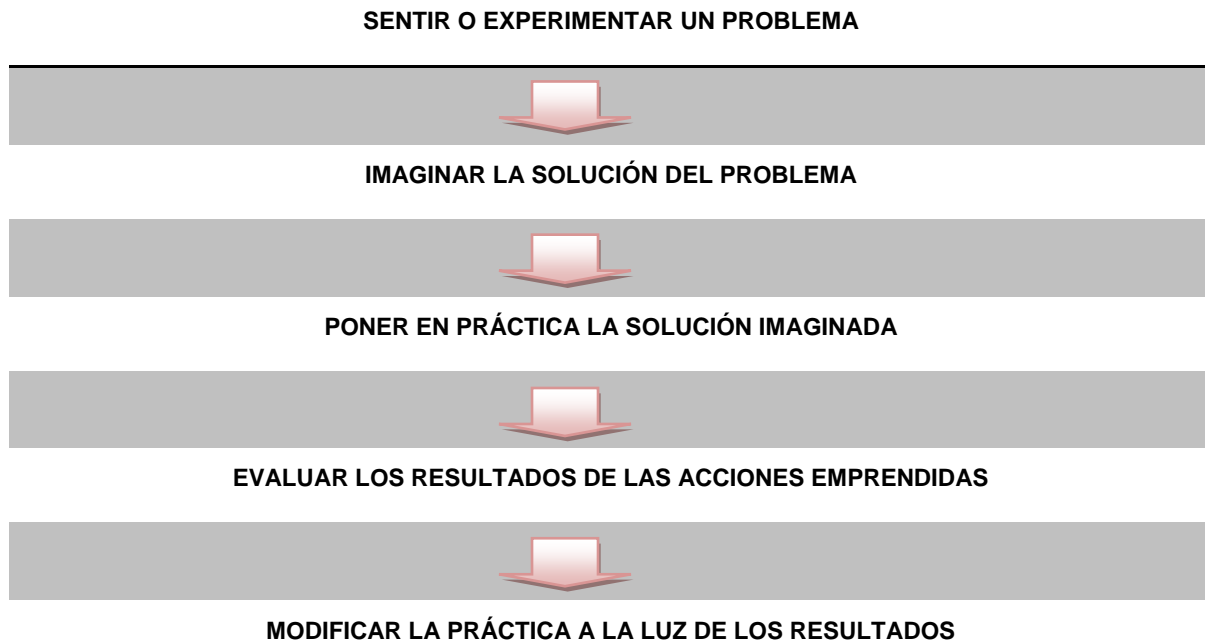 SENTIR O EXPERIMENTAR UN PROBLEMA
IMAGINAR LA SOLUCIÓN DEL PROBLEMA
PONER EN PRÁCTICA LA SOLUCIÓN IMAGINADA
EVALUAR LOS RESULTADOS DE LAS ACCIONES EMPRENDIDAS
MODIFICAR LA PRÁCTICA A LA LUZ DE LOS RESULTADOS